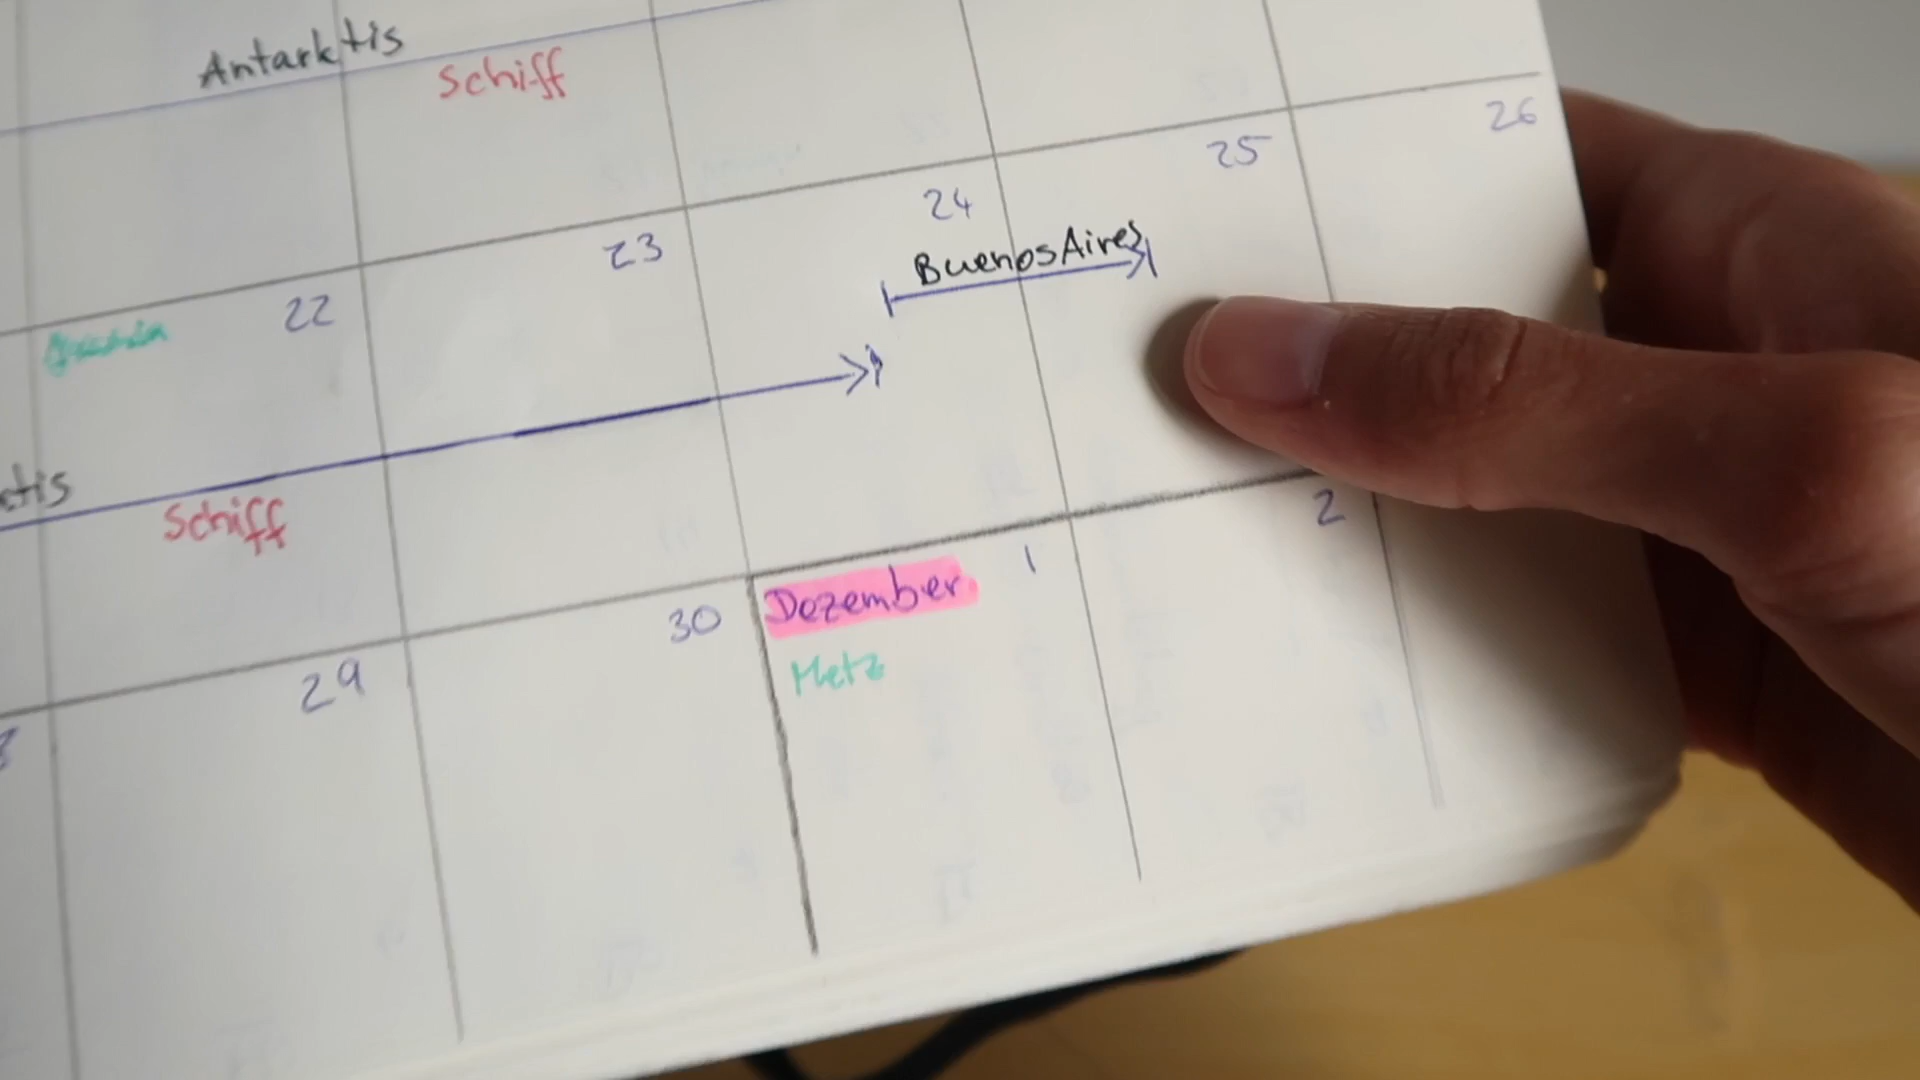 Antarktis
Schiff
22
23
24
25
26
BuenosAires
tis
Schiff
29
30
Dezember
1
2
Metz